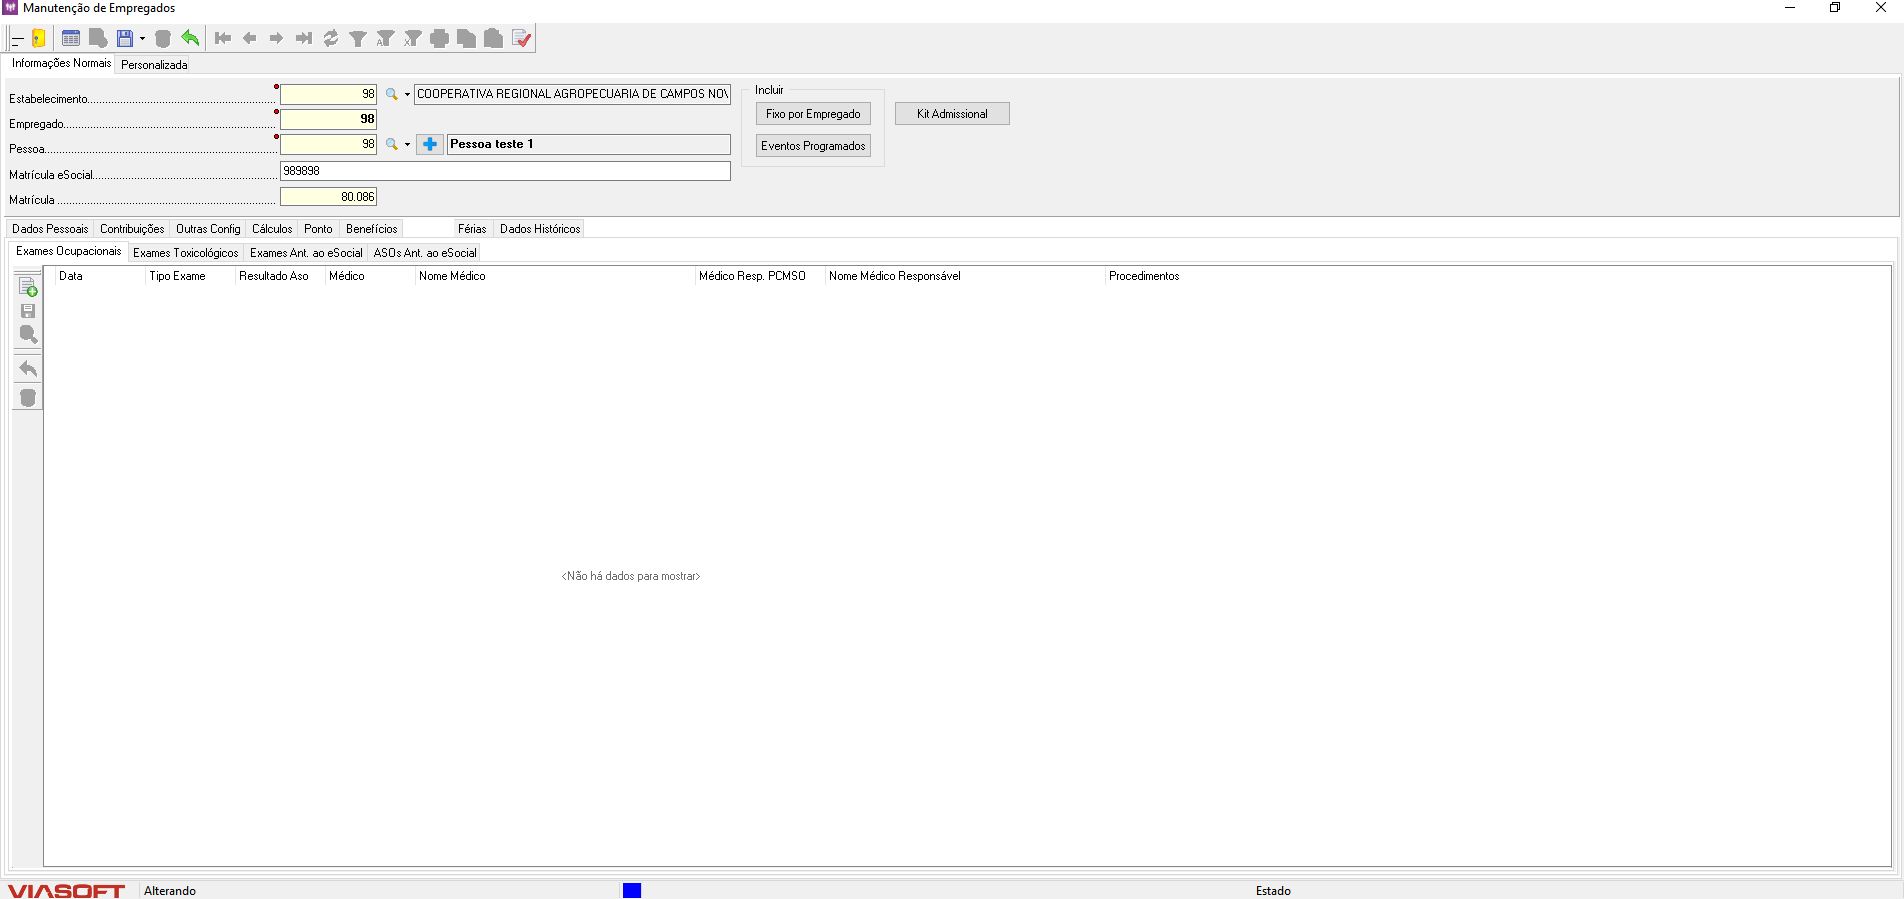 Manutenção de Empregados
Informações Normais Personalizada
Estabelecimento 98 COOPERATIVA REGIONAL AGROPECUARIA DE CAMPOS NOV
Empregado 98
Pessoa 98 Pessoa teste 1
Matrícula eSocial 989898
Matrícula 80.086
Incluir
Fixo por Empregado Kit Admissional
Eventos Programados
Dados Pessoais Contribuições Outras Config Cálculos Ponto Benefícios Férias Dados Históricos
Exames Ocupacionais Exames Toxicológicos Exames Ant. ao eSocial ASOs Ant. ao eSocial
Data Tipo Exame Resultado Aso Médico Nome Médico Médico Resp. PCMSO Nome Médico Responsável Procedimentos
<Não há dados para mostrar>
VIASOFT Alterando Estado